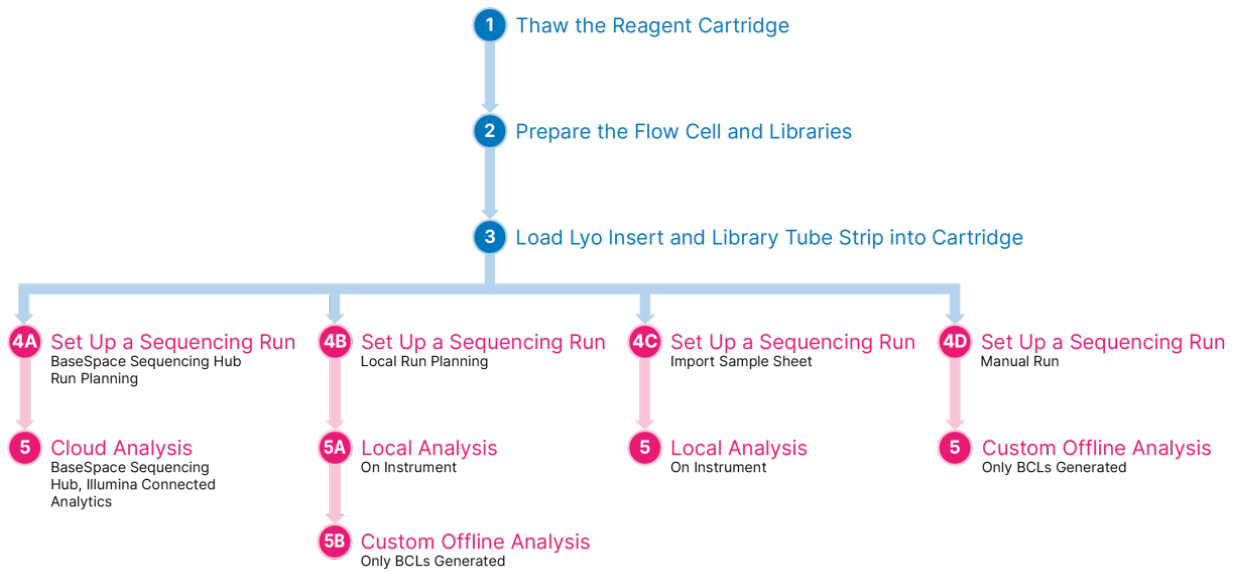 1 Thaw the Reagent Cartridge
2 Prepare the Flow Cell and Libraries
3 Load Lyo Insert and Library Tube Strip into Cartridge
4A Set Up a Sequencing Run
BaseSpace Sequencing Hub
Run Planning
5 Cloud Analysis
BaseSpace Sequencing
Hub, Illumina Connected
Analytics
4B Set Up a Sequencing Run
Local Run Planning
5A Local Analysis
On Instrument
5B Custom Offline Analysis
Only BCLs Generated
4C Set Up a Sequencing Run
Import Sample Sheet
5 Local Analysis
On Instrument
4D Set Up a Sequencing Run
Manual Run
5 Custom Offline Analysis
Only BCLs Generated